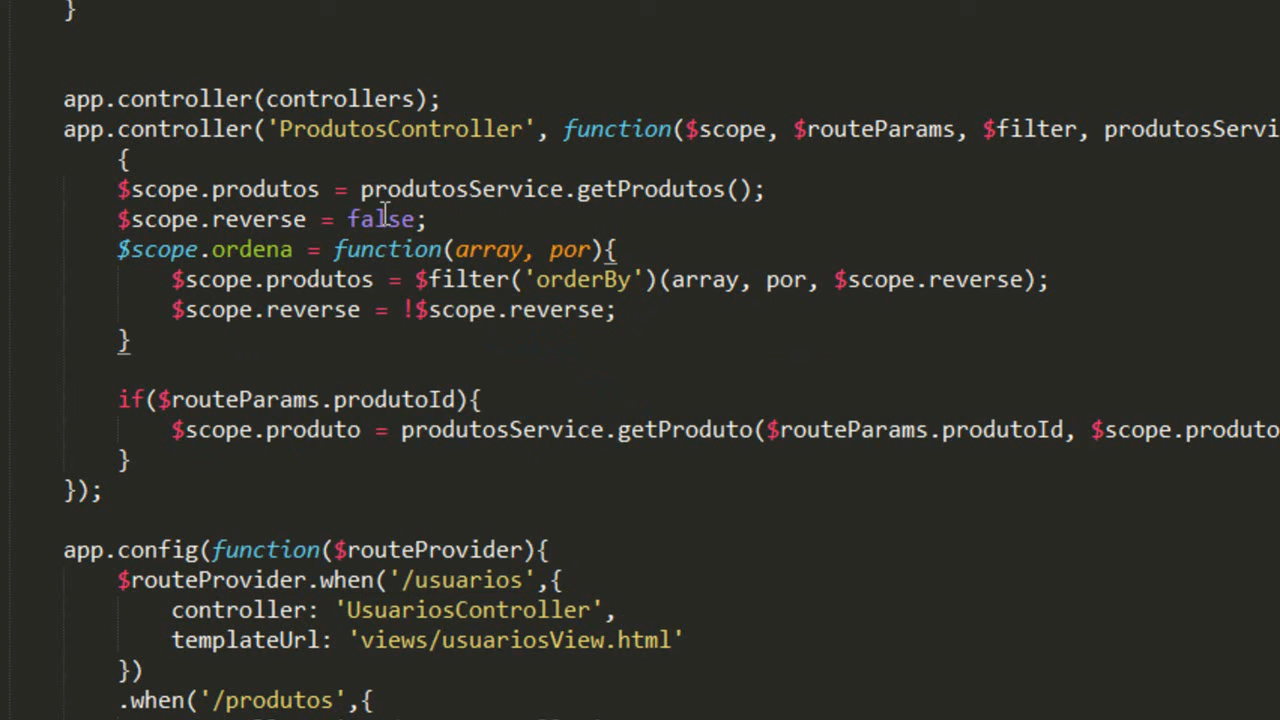 }
app.controller(controllers);
app.controller('ProdutosController', function($scope, $routeParams, $filter, produtosServi
{
$scope.produtos = produtosService.getProdutos();
$scope.reverse = false;
$scope.ordena = function(array, por){
$scope.produtos = $filter('orderBy')(array, por, $scope.reverse);
$scope.reverse = !$scope.reverse;
}
if($routeParams.produtoId){
$scope.produto = produtosService.getProduto($routeParams.produtoId, $scope.produto
}
});
app.config(function($routeProvider){
$routeProvider.when('/usuarios',{
controller: 'UsuariosController',
templateUrl: 'views/usuariosView.html'
})
.when('/produtos',{